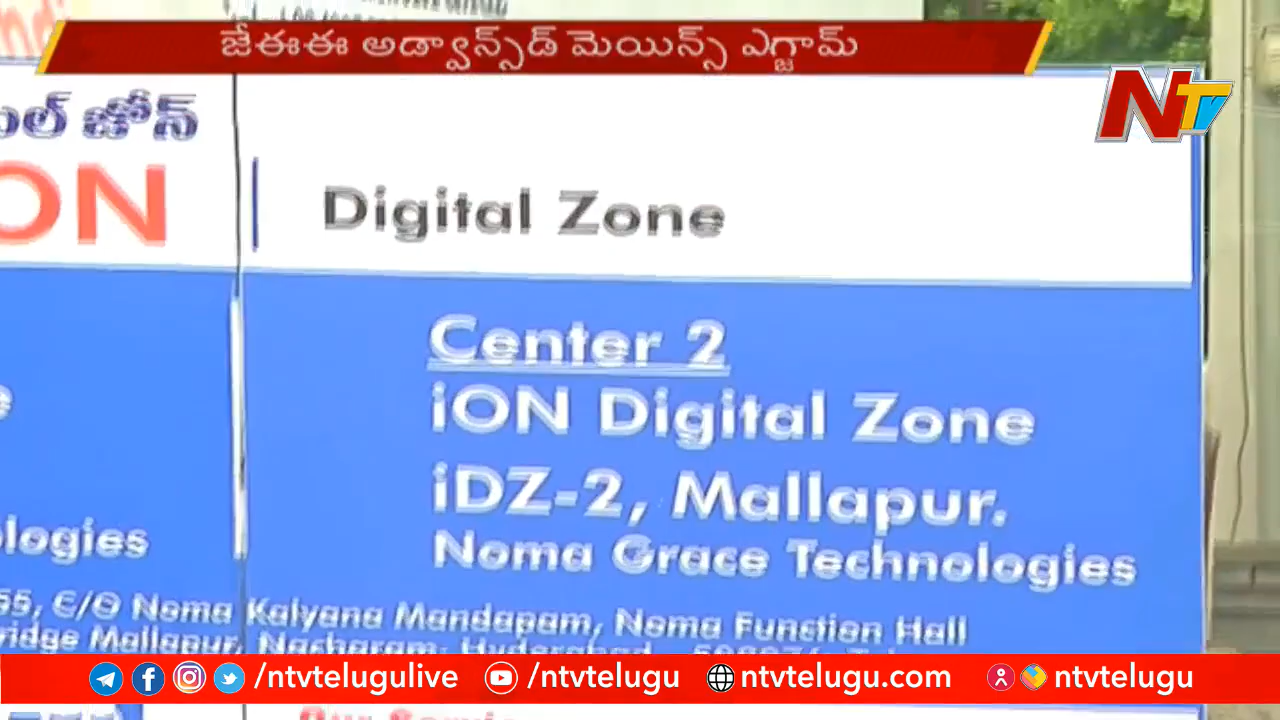 జేఈఈ అడ్వాన్స్‌డ్ మెయిన్స్ ఎగ్జామ్
NTV
జోన్
ON
Digital Zone
Center 2
iON Digital Zone
iDZ-2, Mallapur.
Noma Grace Technologies
C/O Noma Kalyana Mandapam, Noma Function Hall
Mallapur, Nacharam, Hyderabad
/ntvtelugulive /ntvtelugu ntvtelugu.com ntvtelugu